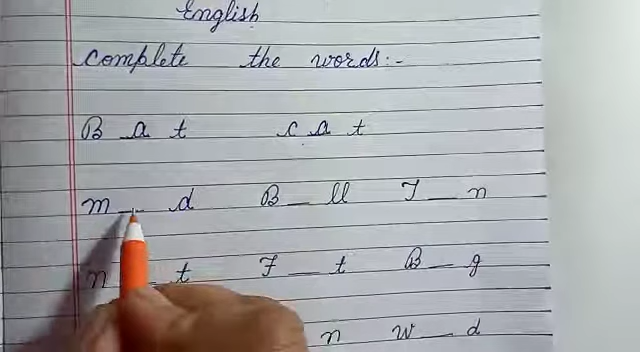 English
Complete the words:-
B a t c a t
m _ d B _ ll T _ n
n _ t F _ t B _ g
n w _ d